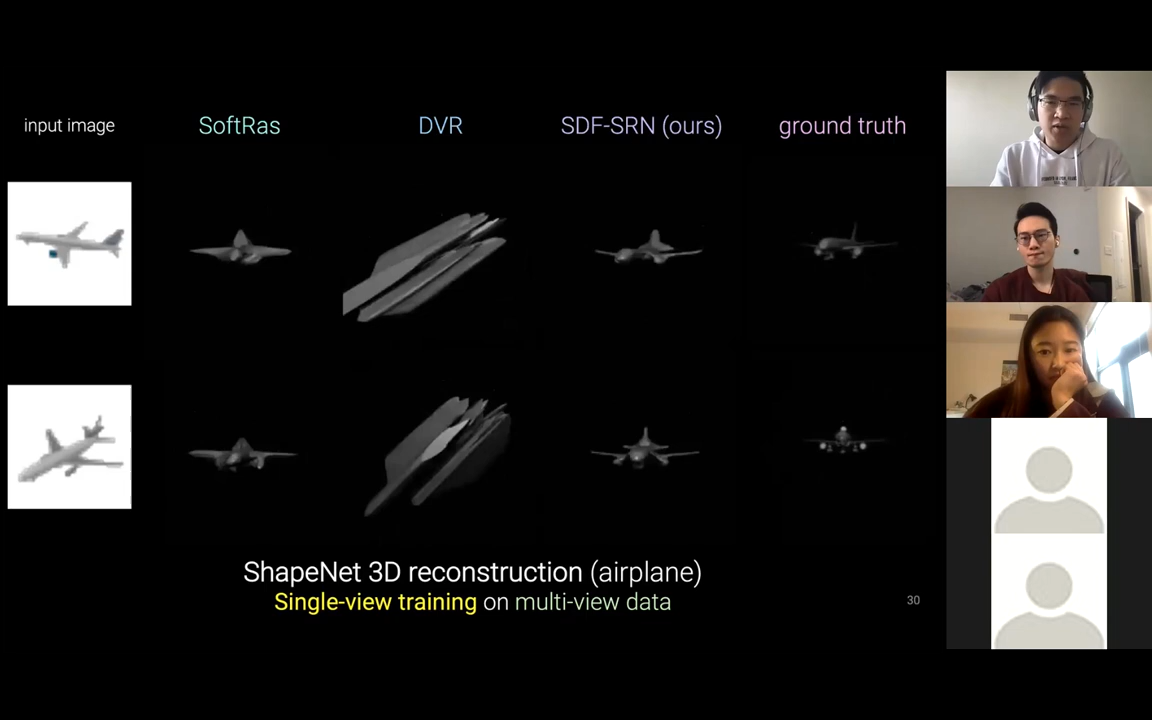 input image
SoftRas
DVR
SDF-SRN (ours)
ground truth
ShapeNet 3D reconstruction (airplane)
Single-view training on multi-view data
30